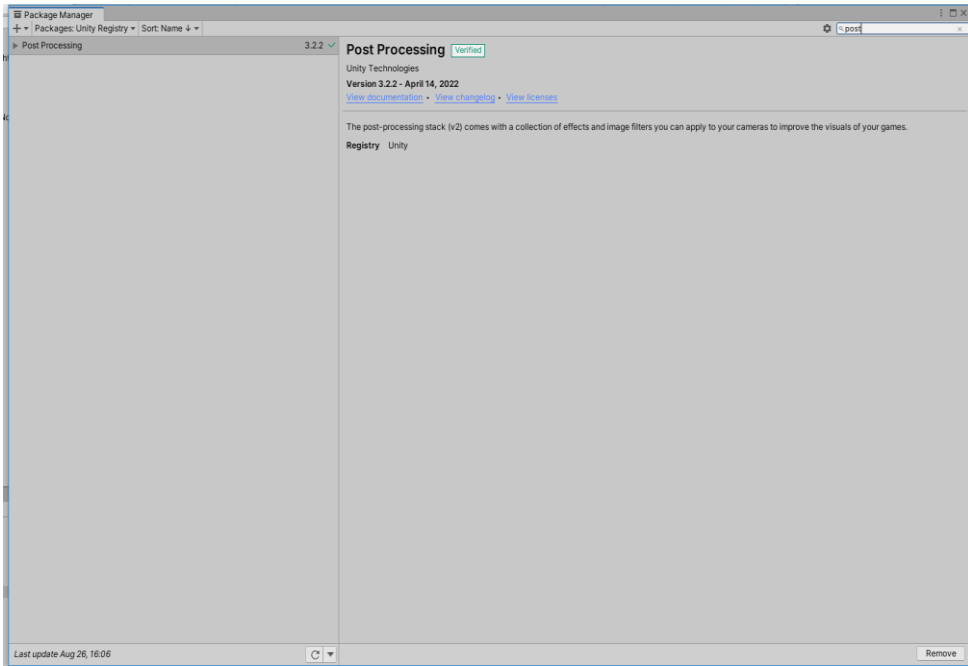 Package Manager
Packages: Unity Registry Sort: Name ↓ post
Post Processing 3.2.2
Post Processing Verified
Unity Technologies
Version 3.2.2 - April 14, 2022
View documentation • View changelog • View licenses
The post-processing stack (v2) comes with a collection of effects and image filters you can apply to your cameras to improve the visuals of your games.
Registry Unity
Last update Aug 26, 16:06
Remove